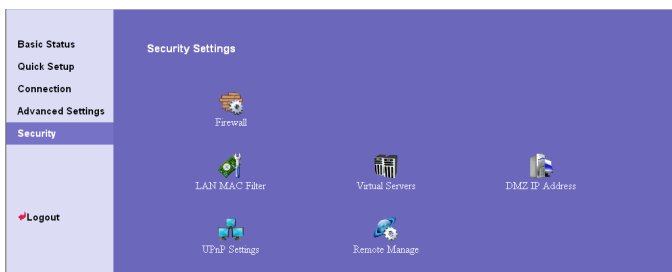 Basic Status
Quick Setup
Connection
Advanced Settings
Security
Logout
Security Settings
Firewall
LAN MAC Filter
Virtual Servers
DMZ IP Address
UPnP Settings
Remote Manage